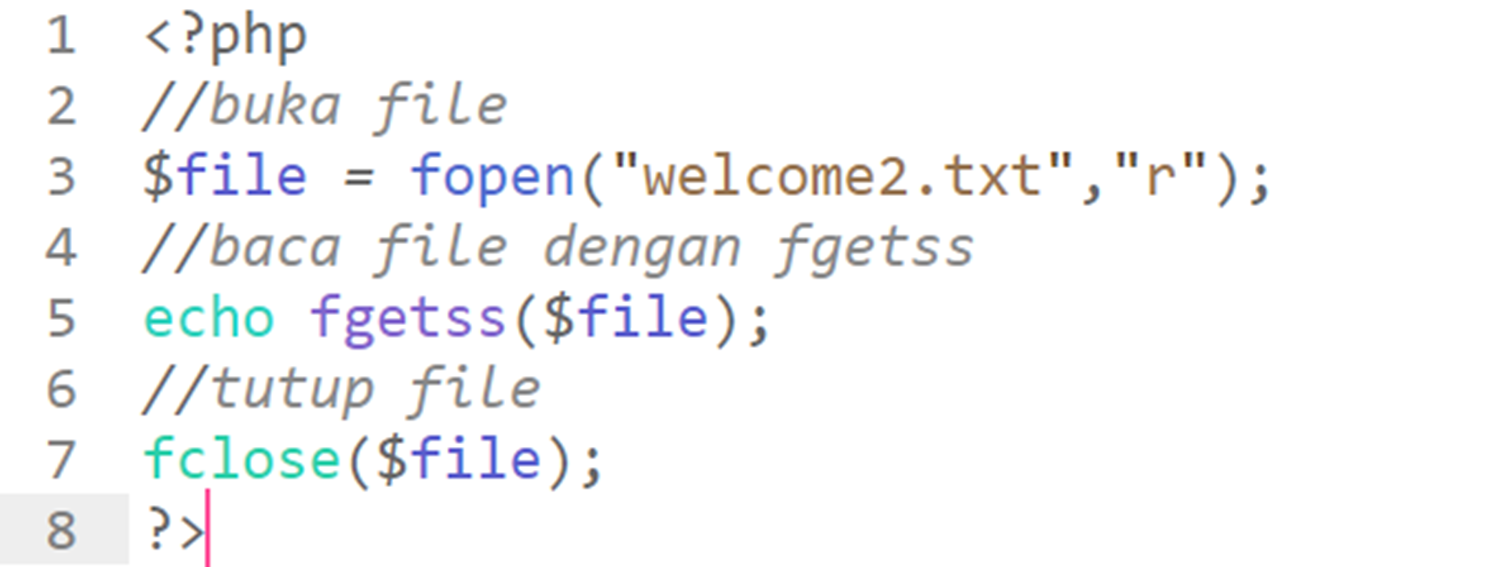 1 <?php
2 //buka file
3 $file = fopen("welcome2.txt","r");
4 //baca file dengan fgetss
5 echo fgetss($file);
6 //tutup file
7 fclose($file);
8 ?>